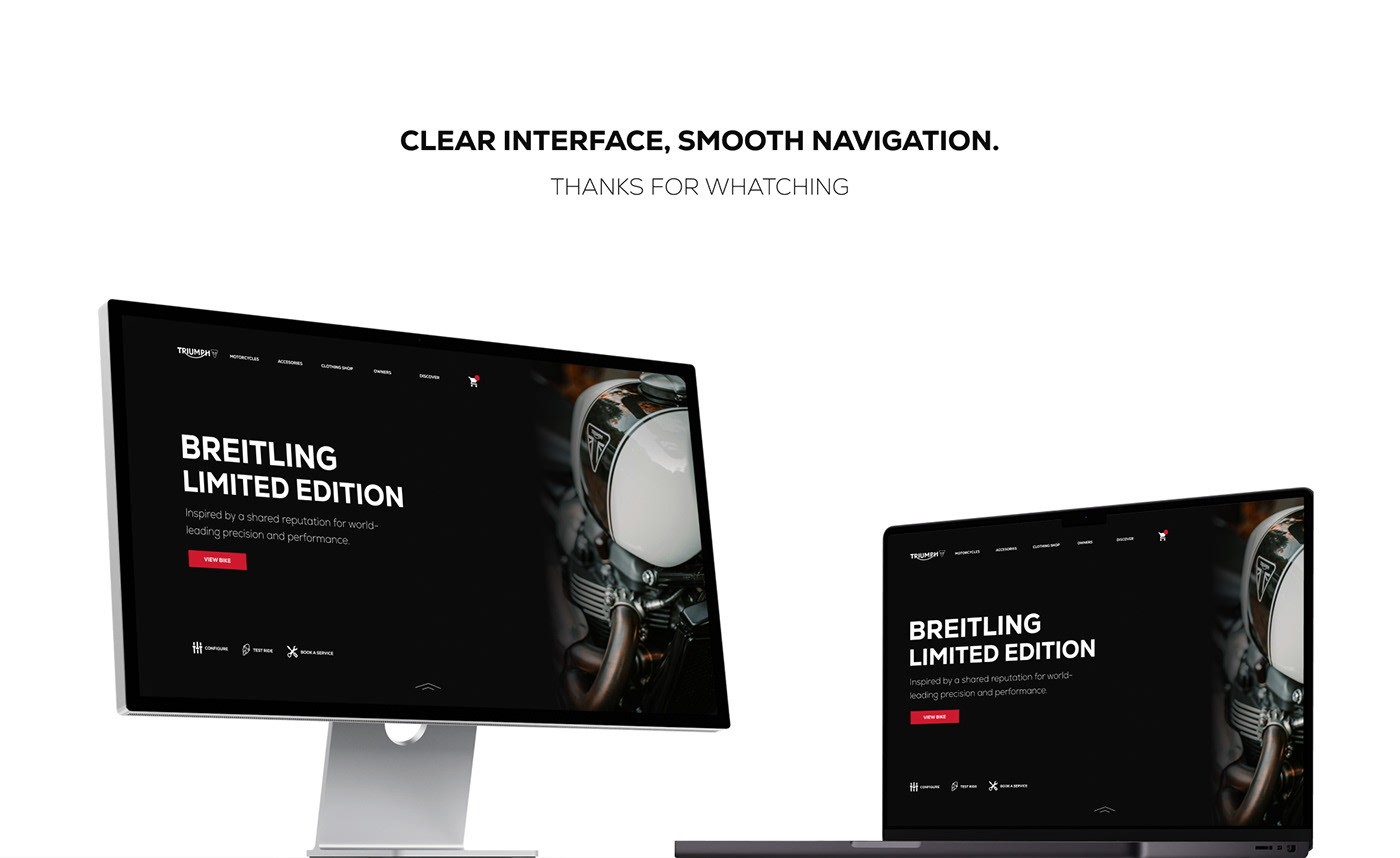 CLEAR INTERFACE, SMOOTH NAVIGATION.
THANKS FOR WHATCHING
TRIUMPH MOTORCYCLES ACCESORIES CLOTHING SHOP OWNERS DISCOVER
BREITLING
LIMITED EDITION
Inspired by a shared reputation for world-
leading precision and performance.
VIEW BIKE
CONFIGURE TEST RIDE BOOK A SERVICE
TRIUMPH MOTORCYCLES ACCESORIES CLOTHING SHOP OWNERS DISCOVER
BREITLING
LIMITED EDITION
Inspired by a shared reputation for world-
leading precision and performance.
VIEW BIKE
CONFIGURE TEST RIDE BOOK A SERVICE